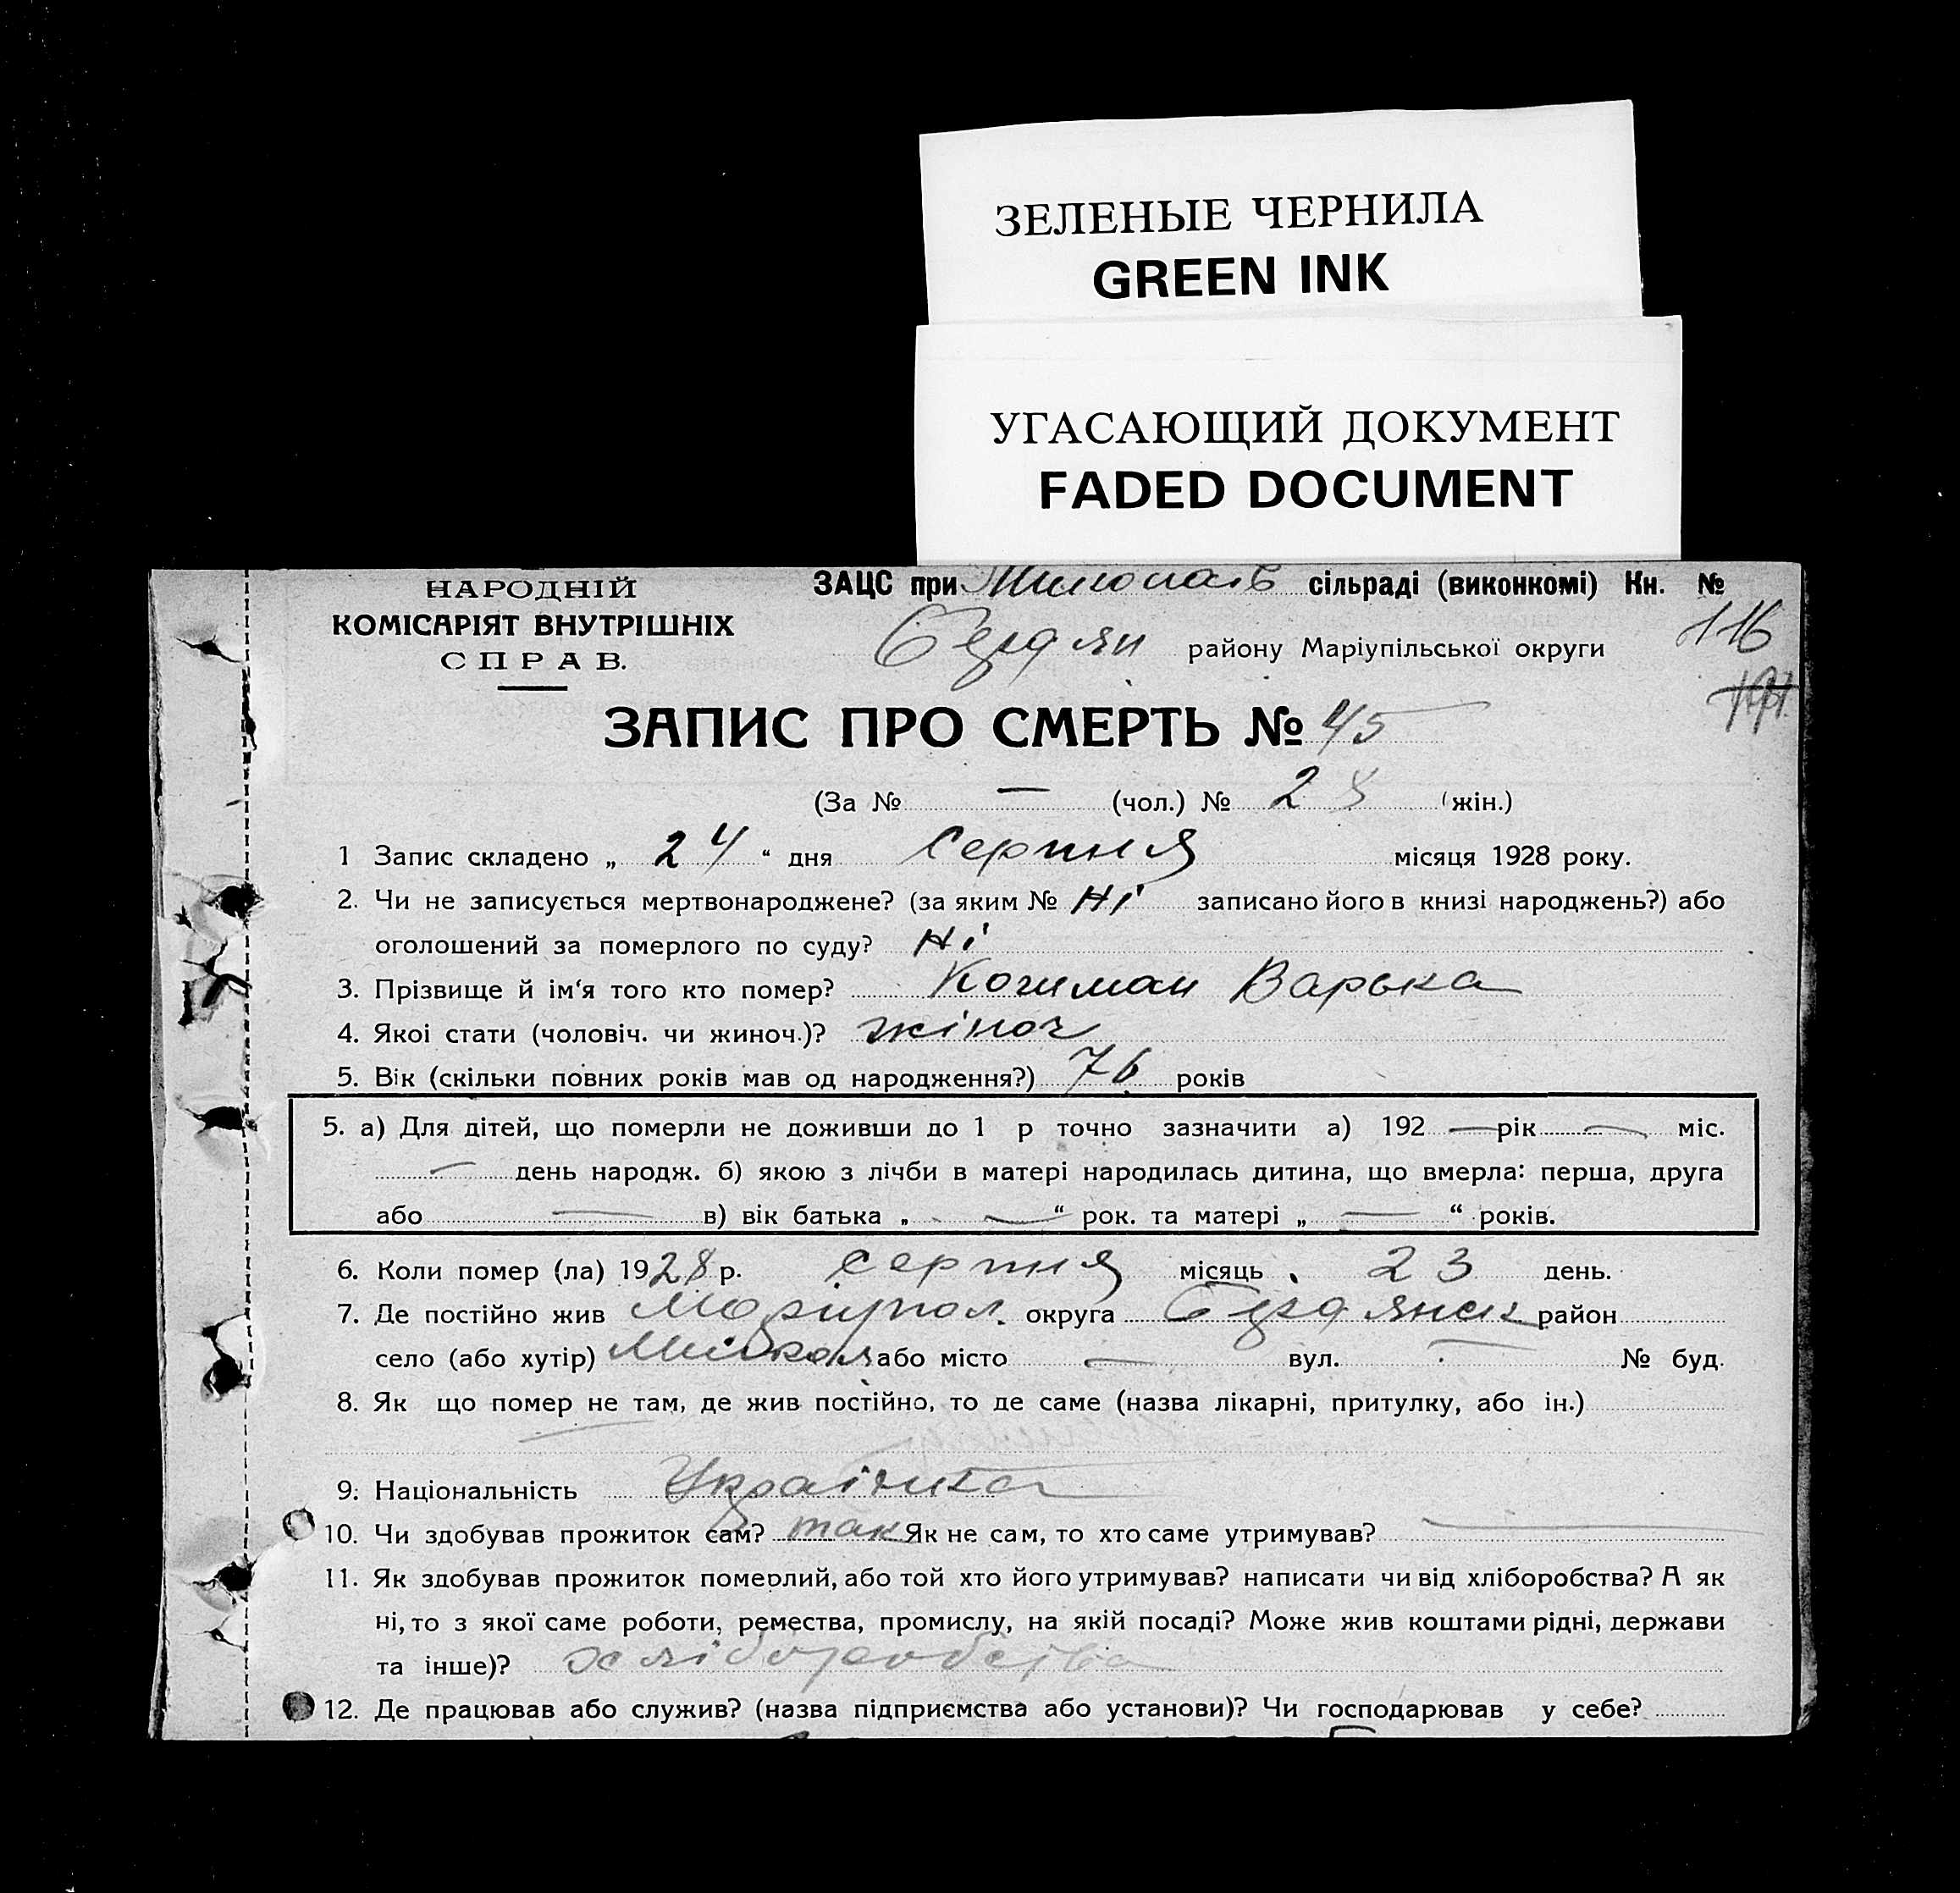 ЗЕЛЕНЫЕ ЧЕРНИЛА
GREEN INK
УГАСАЮЩИЙ ДОКУМЕНТ
FADED DOCUMENT
НАРОДНІЙ
КОМІСАРІЯТ ВНУТРІШНІХ
СПРАВ.
ЗАЦС при сільраді (виконкомі) Кн. №
116
Бердян району Маріупільської округи
ЗАПИС ПРО СМЕРТЬ № 45
(За № — (чол.) № 28 (жін.)
1 Запис складено „ 24 “ дня Серпня місяця 1928 року.
2. Чи не записується мертвонароджене? (за яким № Ні записано його в книзі народжень?) або
оголошений за померлого по суду? Ні
3. Прізвище й ім‘я того кто помер? Варька
4. Якоі стати (чоловіч. чи жиноч.)? жіноч
5. Вік (скільки повних років мав од народження?) 76 років
5. а) Для дітей, що померли не доживши до 1 р точно зазначити а) 192 — рік — міс.
— день народж. б) якою з лічби в матері народилась дитина, що вмерла: перша, друга
або — в) вік батька „ — “ рок. та матері „ — “ років.
6. Коли помер (ла) 1928 р. серпня місяць 23 день.
7. Де постійно жив Маріупол. округа Бердянск район
село (або хутір) або місто — вул. — № буд.
8. Як що помер не там, де жив постійно, то де саме (назва лікарні, притулку, або ін.)
—
9. Національність Українка
10. Чи здобував прожиток сам? так Як не сам, то хто саме утримував? —
11. Як здобував прожиток померлий, або той хто його утримував? написати чи від хліборобства? А як
ні, то з якої саме роботи, ремества, промислу, на якій посаді? Може жив коштами рідні, держави
та інше)? хліборобства
12. Де працював або служив? (назва підприємства або установи)? Чи господарював у себе?